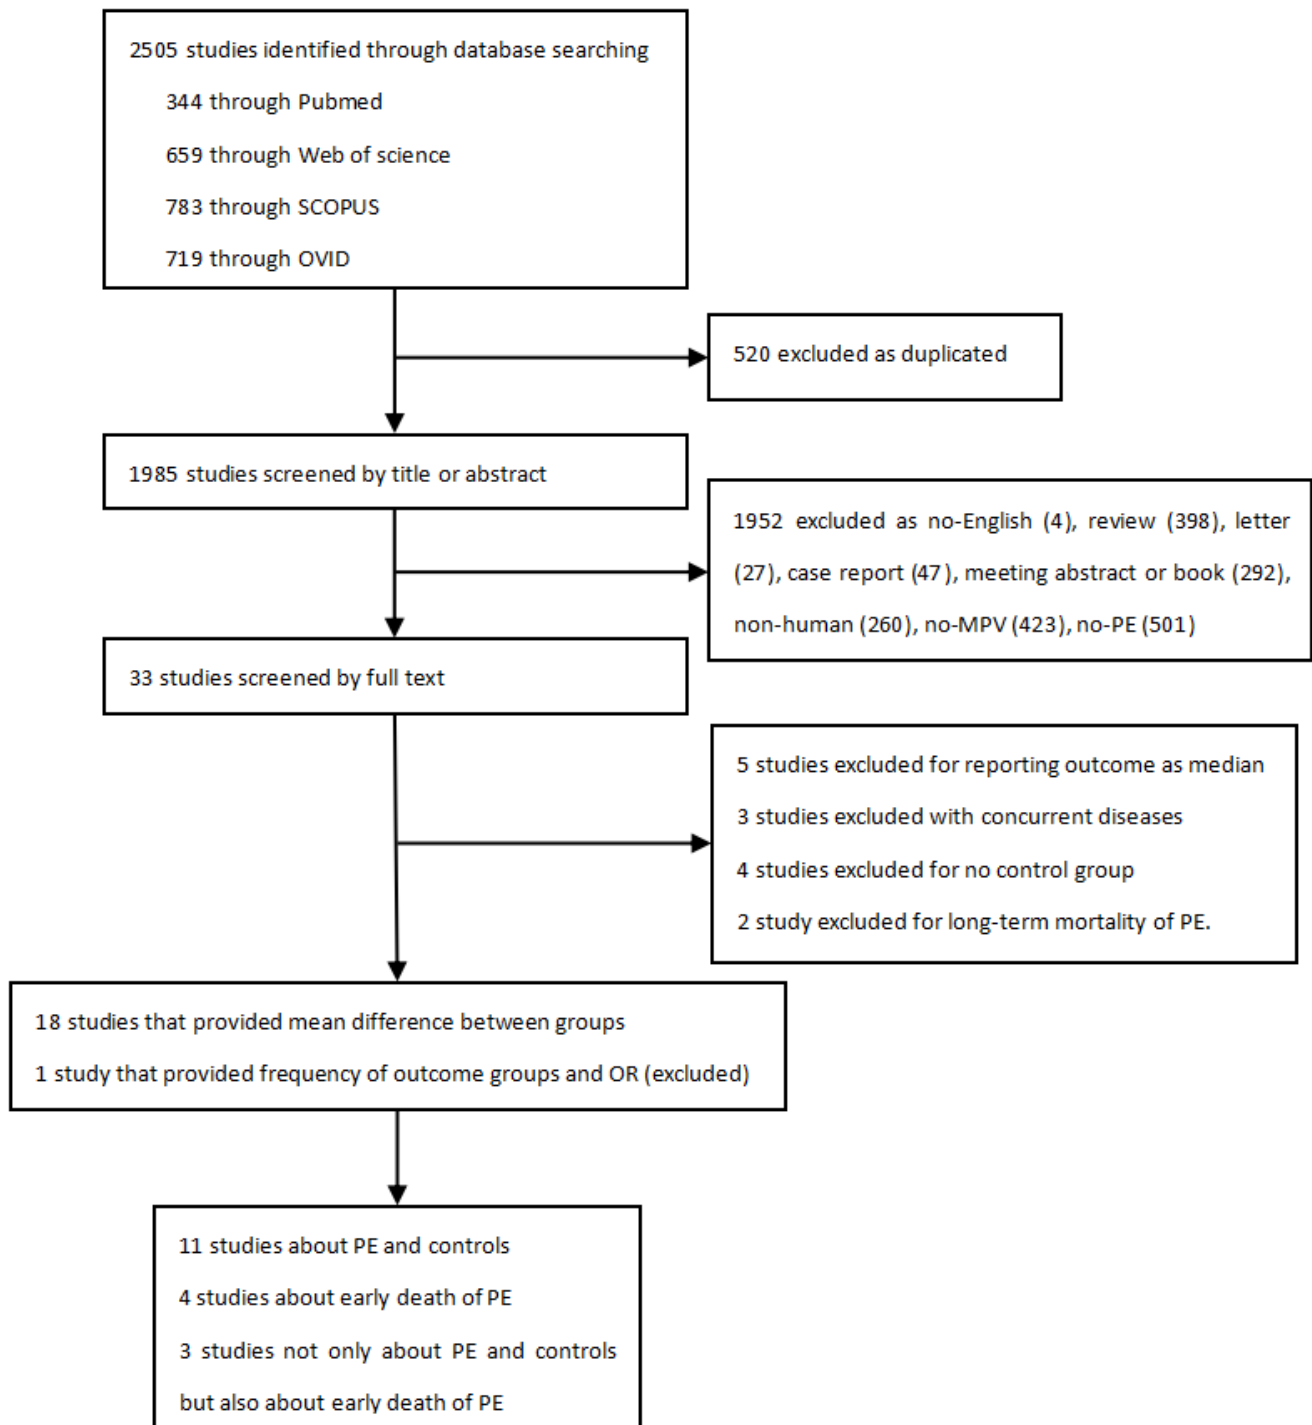 2505 studies identified through database searching
344 through Pubmed
659 through Web of science
783 through SCOPUS
719 through OVID
520 excluded as duplicated
1985 studies screened by title or abstract
1952 excluded as no-English (4), review (398), letter
(27), case report (47), meeting abstract or book (292),
non-human (260), no-MPV (423), no-PE (501)
33 studies screened by full text
5 studies excluded for reporting outcome as median
3 studies excluded with concurrent diseases
4 studies excluded for no control group
2 study excluded for long-term mortality of PE.
18 studies that provided mean difference between groups
1 study that provided frequency of outcome groups and OR (excluded)
11 studies about PE and controls
4 studies about early death of PE
3 studies not only about PE and controls
but also about early death of PE